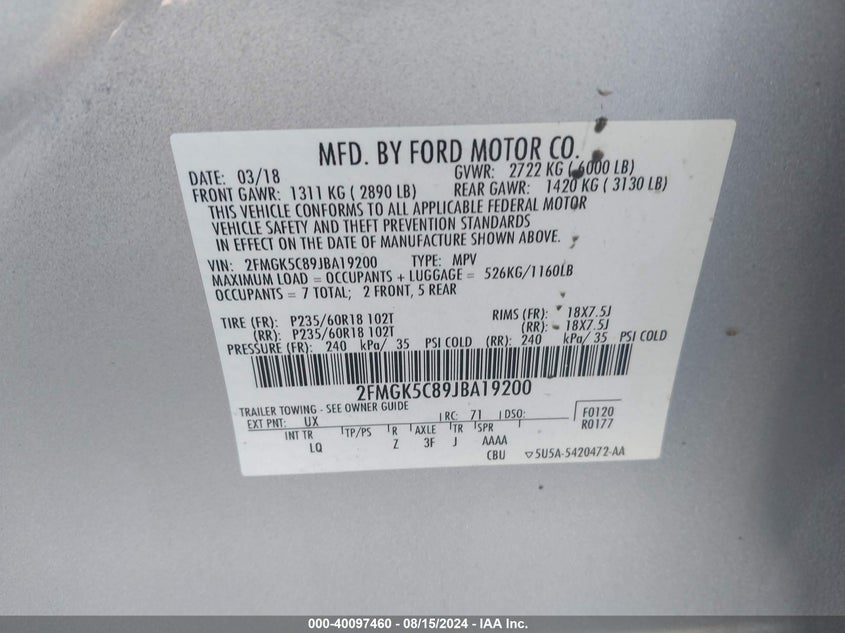 MFD. BY FORD MOTOR CO.
DATE: 03/18 GVWR: 2722 KG ( 6000 LB)
FRONT GAWR: 1311 KG ( 2890 LB) REAR GAWR: 1420 KG ( 3130 LB)
THIS VEHICLE CONFORMS TO ALL APPLICABLE FEDERAL MOTOR
VEHICLE SAFETY AND THEFT PREVENTION STANDARDS
IN EFFECT ON THE DATE OF MANUFACTURE SHOWN ABOVE.
VIN: 2FMGK5C89JBA19200 TYPE: MPV
MAXIMUM LOAD = OCCUPANTS + LUGGAGE = 526KG/1160LB
OCCUPANTS = 7 TOTAL; 2 FRONT, 5 REAR
TIRE (FR): P235/60R18 102T RIMS (FR): 18X7.5J
(RR): P235/60R18 102T (RR): 18X7.5J
PRESSURE (FR): 240 kPa/ 35 PSI COLD (RR): 240 kPa/ 35 PSI COLD
2FMGK5C89JBA19200
TRAILER TOWING - SEE OWNER GUIDE
EXT PNT: UX RC: 71 DSO: F0120
INT TR TP/PS R AXLE TR SPR R0177
LQ Z 3F J AAAA
CBU ▽5U5A-5420472-AA
000-40097460 - 08/15/2024 - IAA Inc.